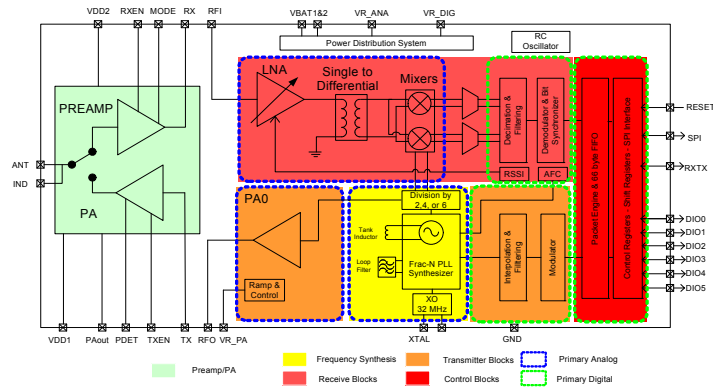 VDD2
RXEN
MODE
RX
RFI
VBAT1&2
VR_ANA
VR_DIG
Power Distribution System
RC
Oscillator
LNA
Single to
Differential
Mixers
Decimation &
Filtering
Demodulator & Bit
Synchronizer
RSSI
AFC
Packet Engine & 66 byte FIFO
Control Registers - Shift Registers - SPI Interface
RESET
SPI
RXTX
DIO0
DIO1
DIO2
DIO3
DIO4
DIO5
PREAMP
ANT
IND
PA
PA0
Ramp &
Control
Division by
2,4, or 6
Tank
Inductor
Loop
Filter
Frac-N PLL
Synthesizer
XO
32 MHz
Interpolation &
Filtering
Modulator
VDD1
PAout
PDET
TXEN
TX
RFO
VR_PA
XTAL
GND
Preamp/PA
Frequency Synthesis
Transmitter Blocks
Primary Analog
Receive Blocks
Control Blocks
Primary Digital